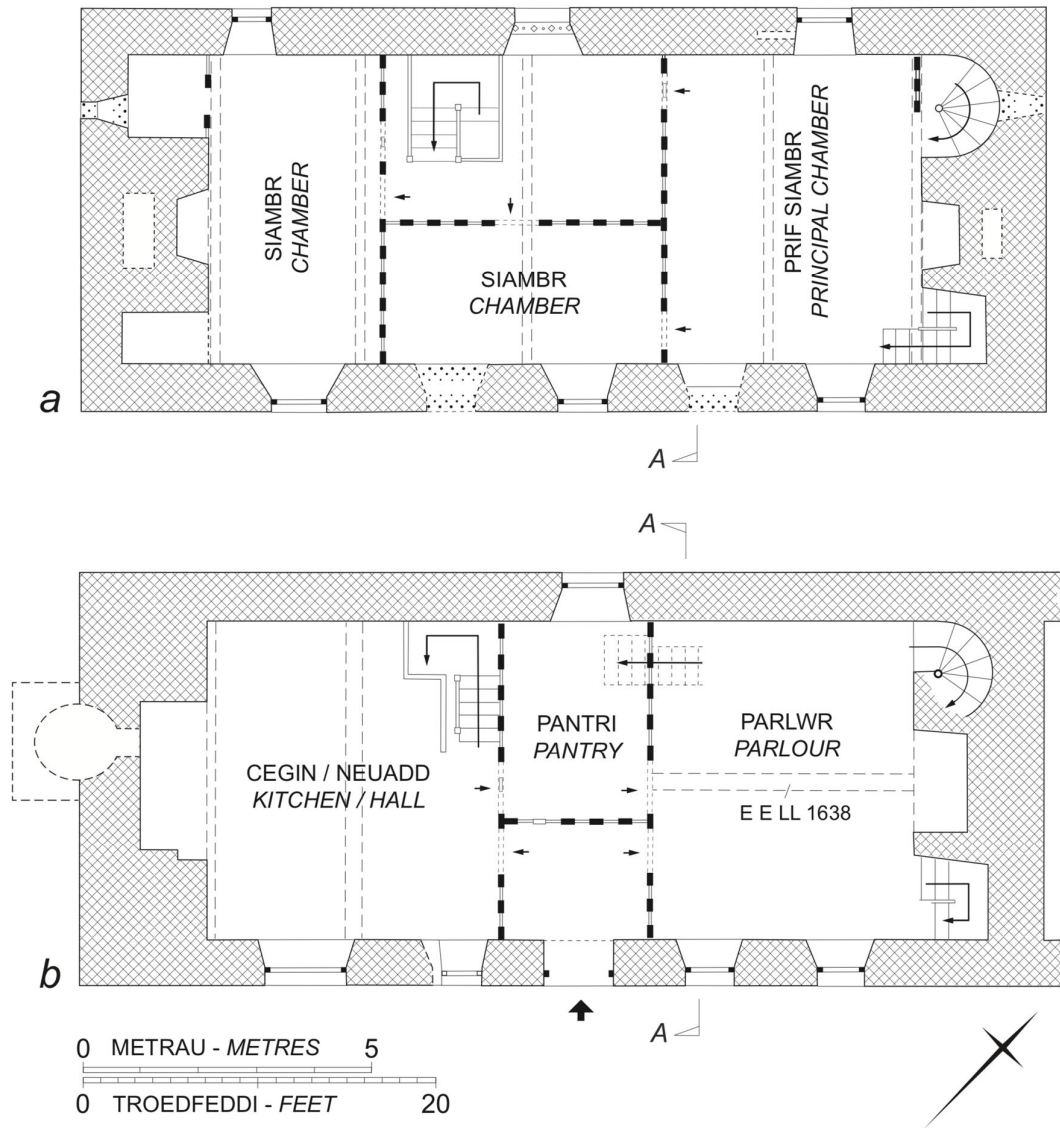 SIAMBR
CHAMBER
SIAMBR
CHAMBER
PRIF SIAMBR
PRINCIPAL CHAMBER
a
A
A
CEGIN / NEUADD
KITCHEN / HALL
PANTRI
PANTRY
PARLWR
PARLOUR
E E LL 1638
b
A
0 METRAU - METRES 5
0 TROEDFEDDI - FEET 20